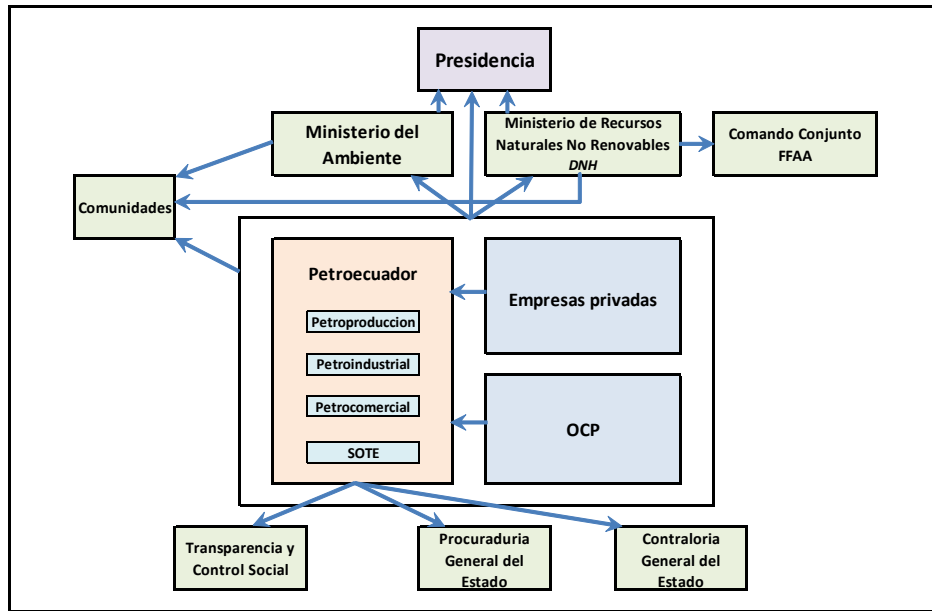 Presidencia
Ministerio del
Ambiente
Ministerio de Recursos
Naturales No Renovables
DNH
Comando Conjunto
FFAA
Comunidades
Petroecuador
Petroproduccion
Petroindustrial
Petrocomercial
SOTE
Empresas privadas
OCP
Transparencia y
Control Social
Procuraduria
General del
Estado
Contraloria
General del
Estado